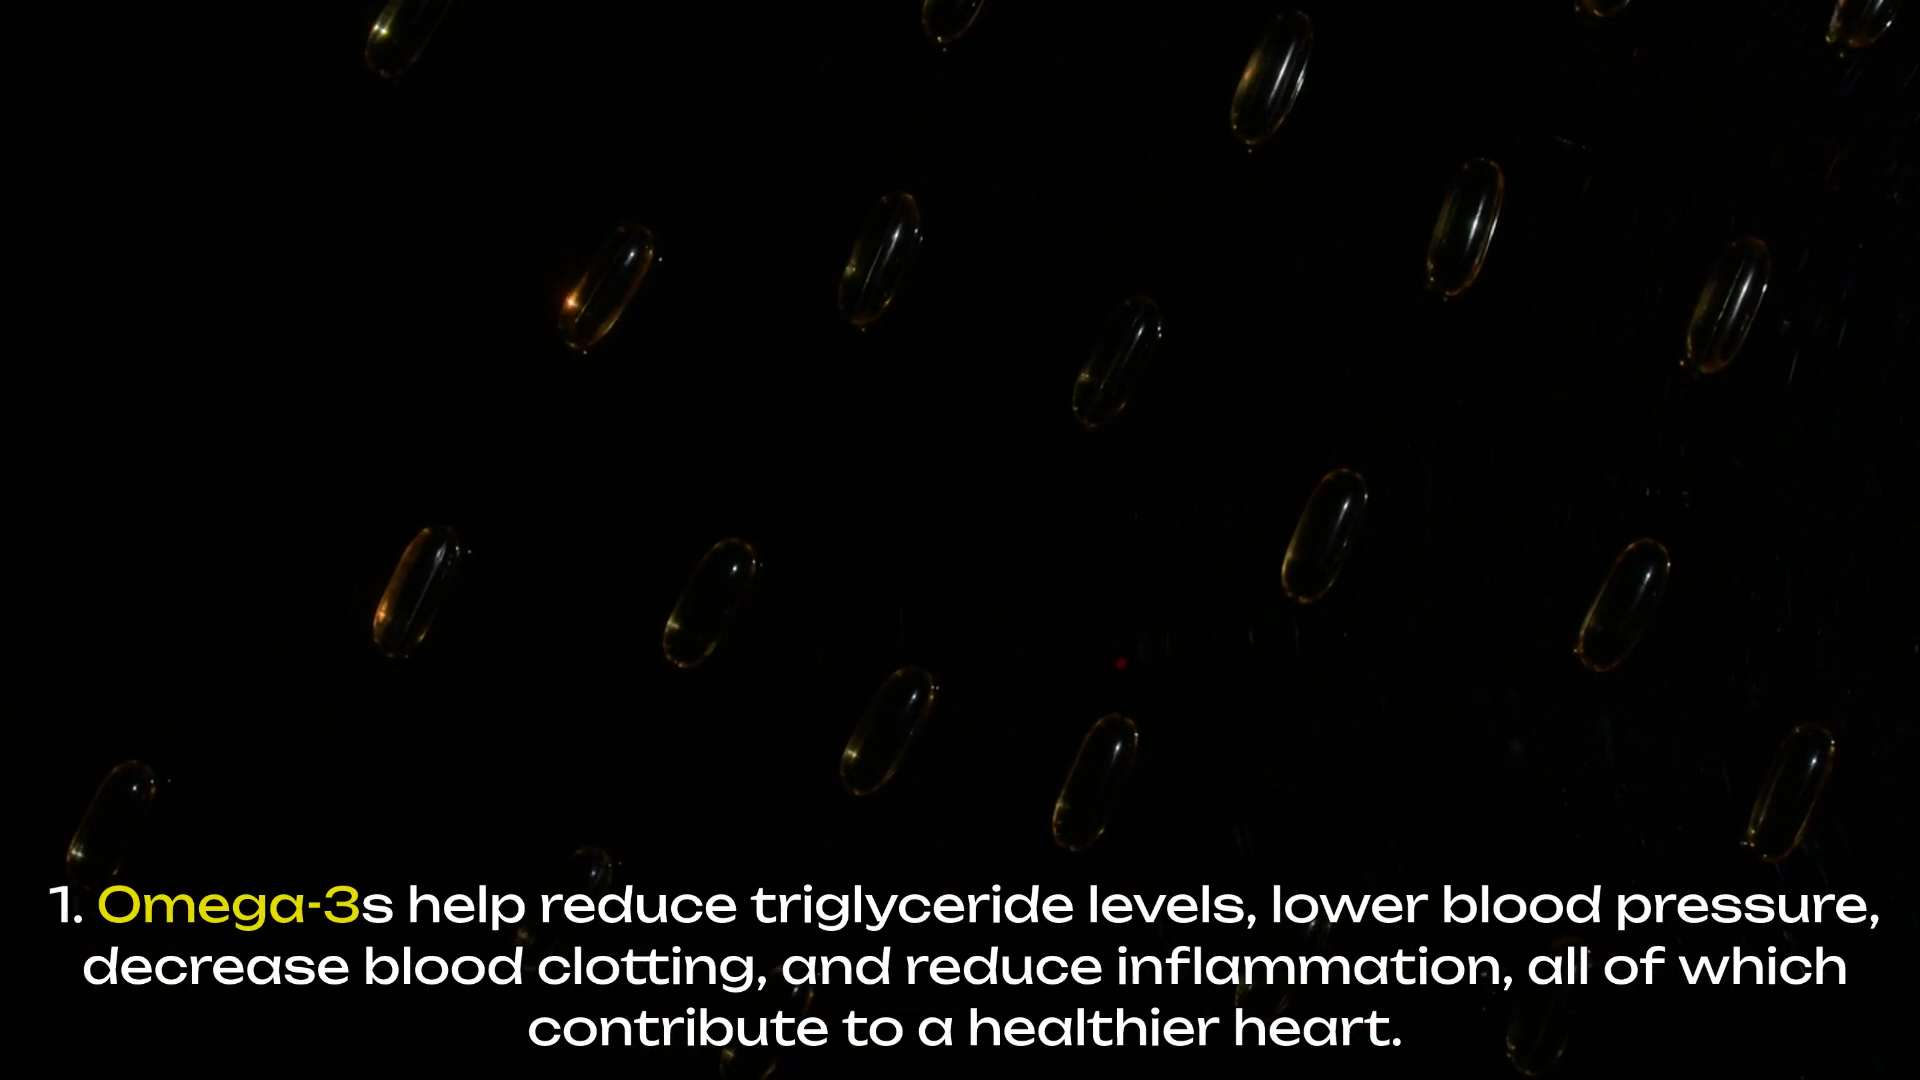 1. Omega-3s help reduce triglyceride levels, lower blood pressure,
decrease blood clotting, and reduce inflammation, all of which
contribute to a healthier heart.